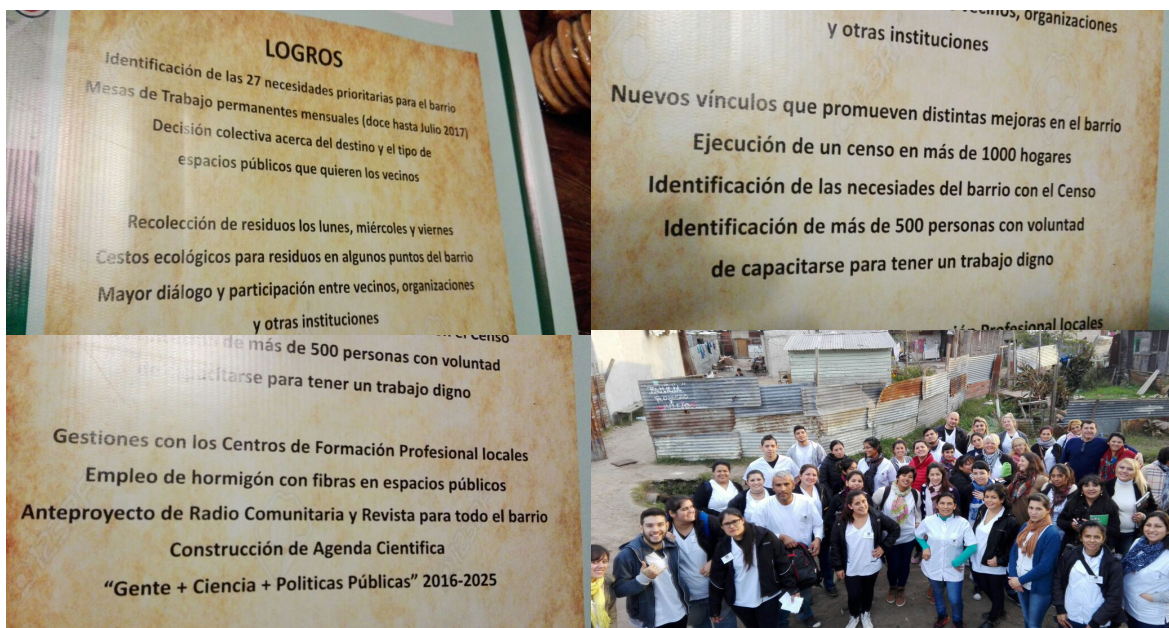 LOGROS
Identificación de las 27 necesidades prioritarias para el barrio
Mesas de Trabajo permanentes mensuales (doce hasta Julio 2017)
Decisión colectiva acerca del destino y el tipo de
espacios públicos que quieren los vecinos
Recolección de residuos los lunes, miércoles y viernes
Cestos ecológicos para residuos en algunos puntos del barrio
Mayor diálogo y participación entre vecinos, organizaciones
y otras instituciones
organizaciones
y otras instituciones
Nuevos vínculos que promueven distintas mejoras en el barrio
Ejecución de un censo en más de 1000 hogares
Identificación de las necesiades del barrio con el Censo
Identificación de más de 500 personas con voluntad
de capacitarse para tener un trabajo digno
Profesional locales
Censo
de más de 500 personas con voluntad
para tener un trabajo digno
Gestiones con los Centros de Formación Profesional locales
Empleo de hormigón con fibras en espacios públicos
Anteproyecto de Radio Comunitaria y Revista para todo el barrio
Construcción de Agenda Cientifica
“Gente + Ciencia + Politicas Públicas” 2016-2025